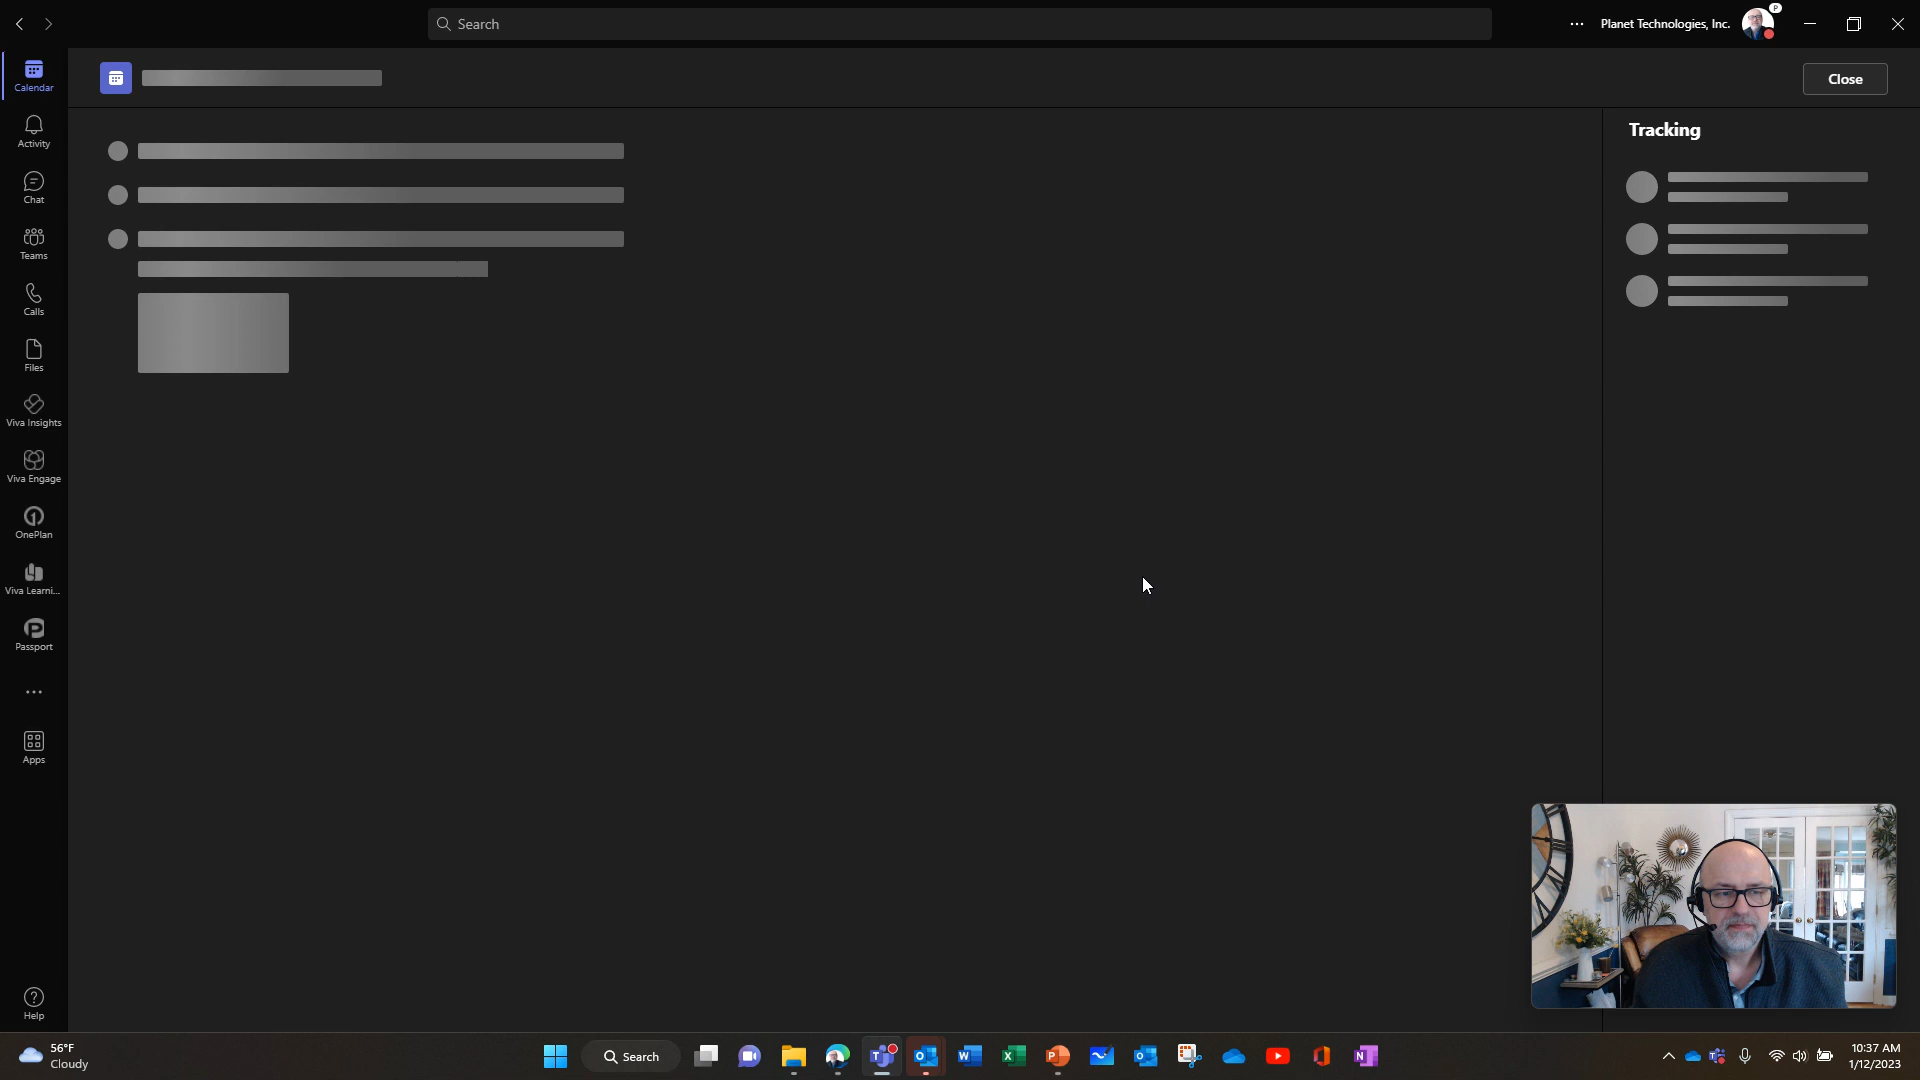 Search
Planet Technologies, Inc.
P
Calendar
Close
Activity
Tracking
Chat
Teams
Calls
Files
Viva Insights
Viva Engage
OnePlan
Viva Learni...
Passport
Apps
Help
56°F
Cloudy
Search
10:37 AM
1/12/2023